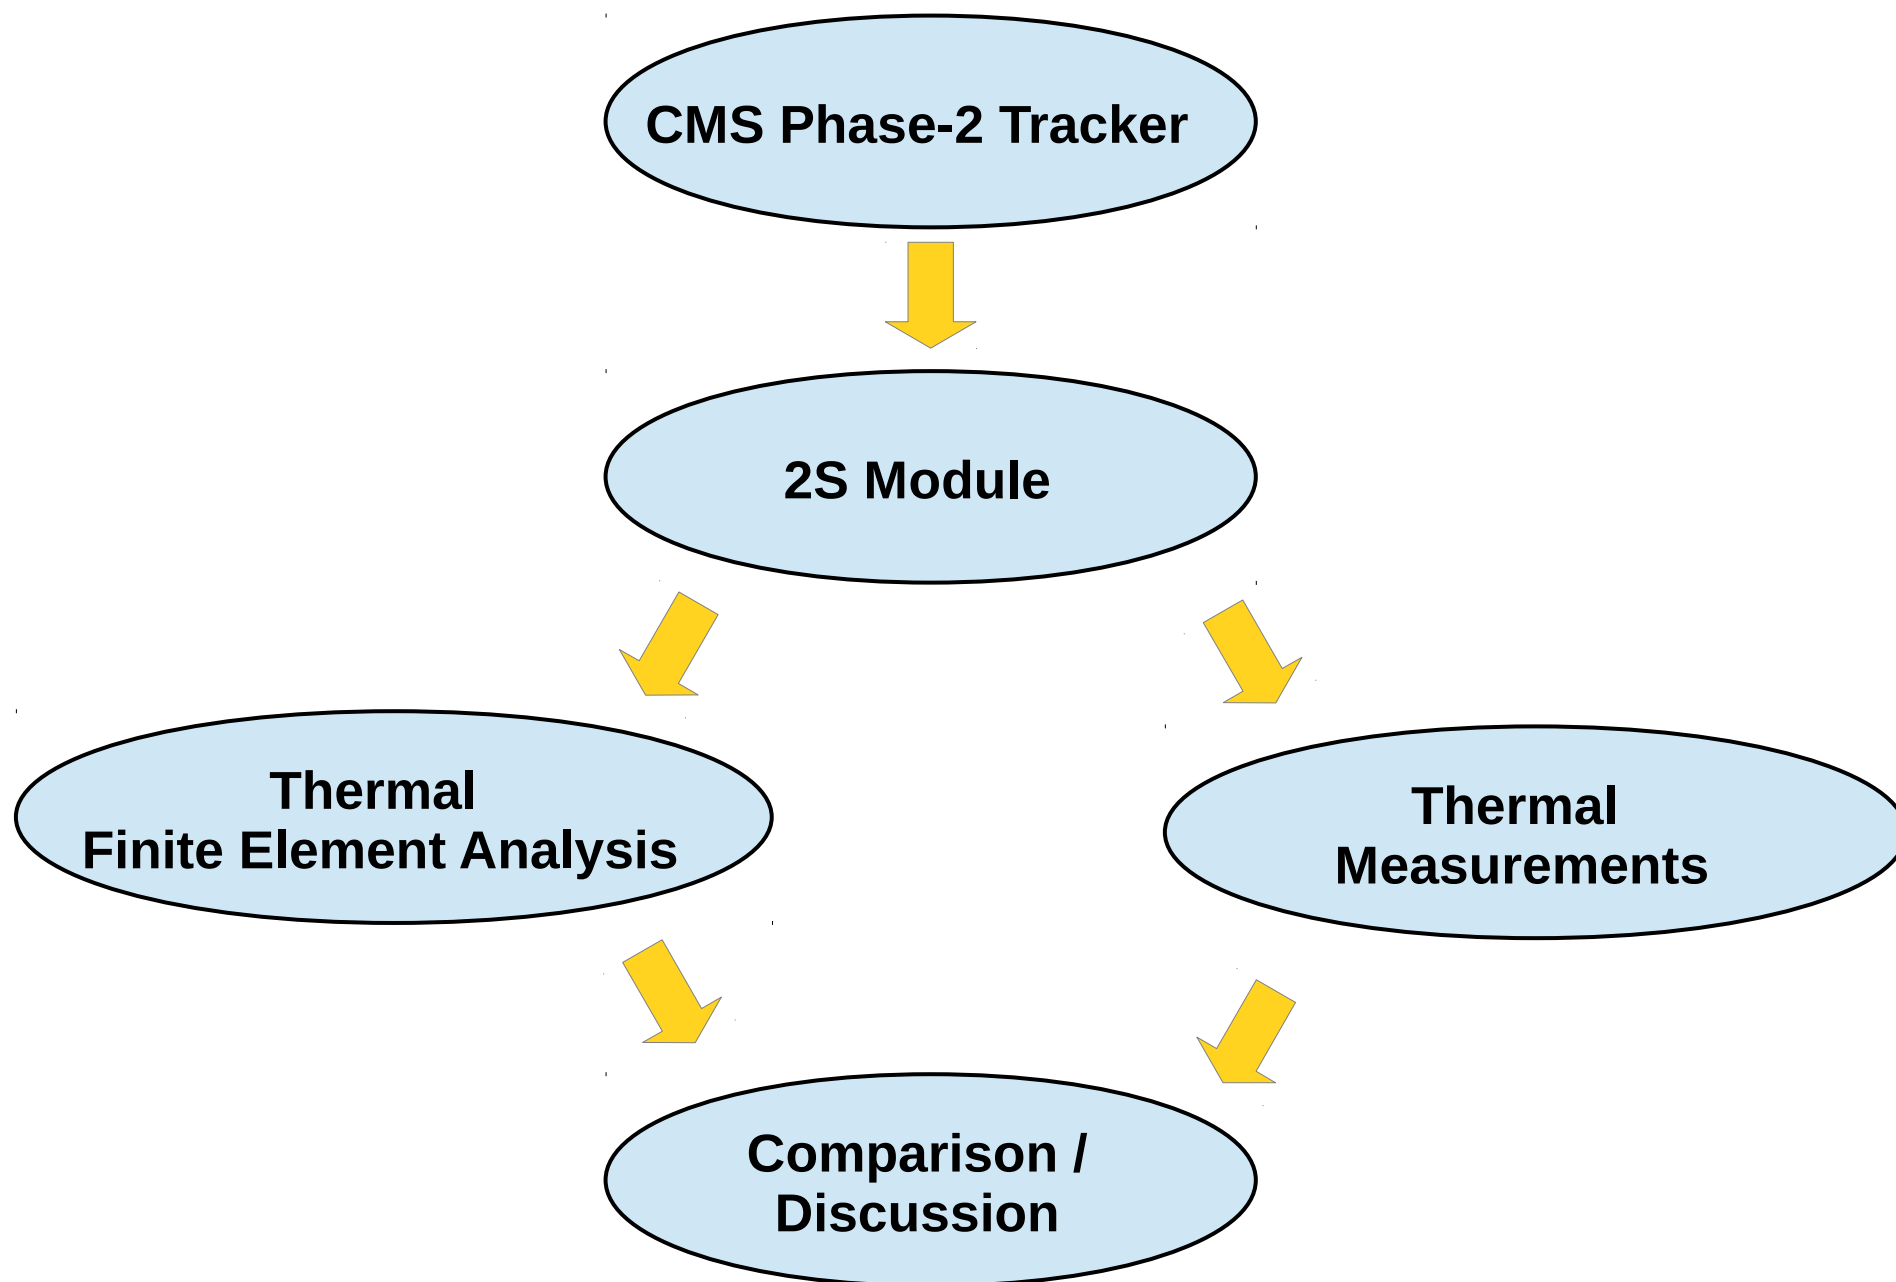 CMS Phase-2 Tracker
2S Module
Thermal
Finite Element Analysis
Thermal
Measurements
Comparison /
Discussion